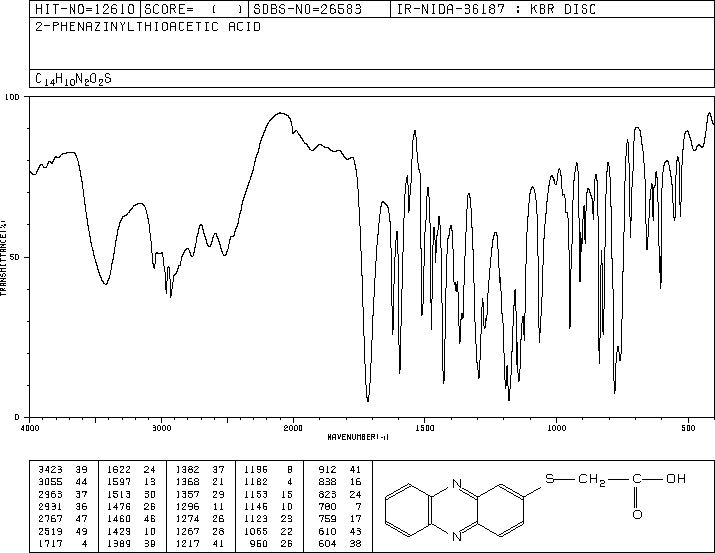 HIT-NO=12610 SCORE= ( ) SDBS-NO=26583 IR-NIDA-36187 : KBR DISC
2-PHENAZINYLTHIOACETIC ACID
C14H10N2O2S
100
50
0
TRANSMITTANCE(%)
4000 3000 2000 1500 1000 500
WAVENUMBER(-1)
3423 39 1622 24 1382 37 1196 8 912 41
3055 44 1597 13 1368 21 1182 4 838 16
2963 37 1513 30 1357 29 1153 15 823 24
2931 36 1476 26 1296 11 1146 10 780 7
2767 47 1460 46 1274 26 1123 23 759 17
2519 49 1429 10 1267 28 1065 22 610 43
1717 4 1389 39 1217 41 950 26 604 38
S CH2 C OH
O
N
N